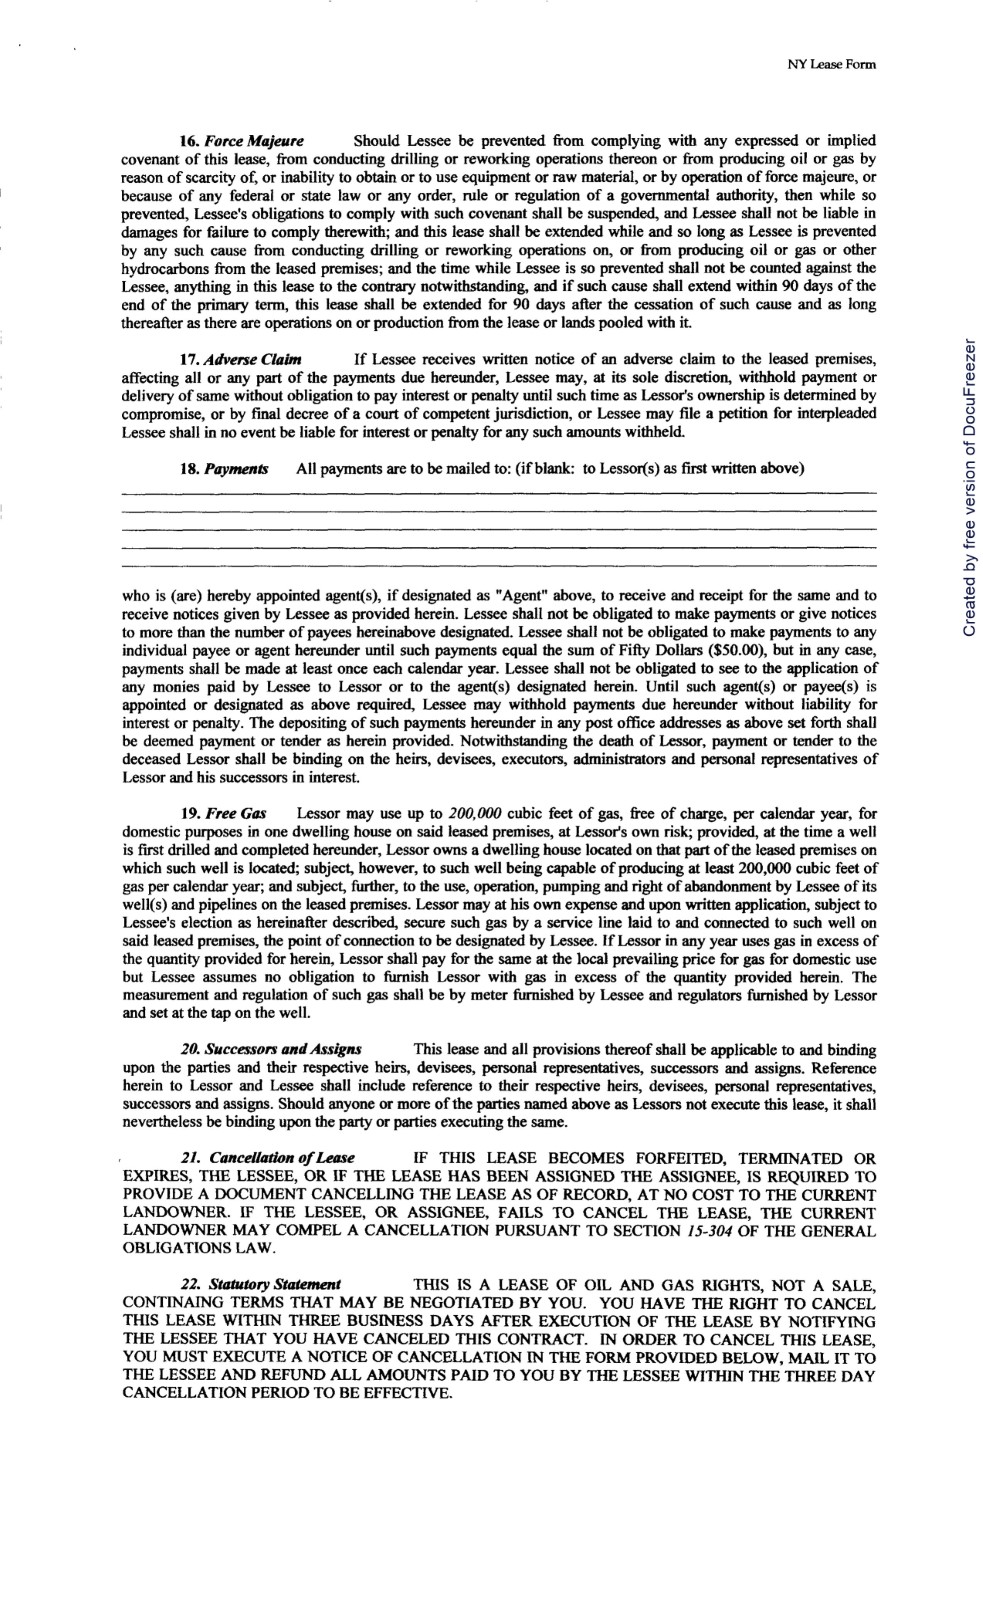 NY Lease Form
16. Force Majeure Should Lessee be prevented from complying with any expressed or implied
covenant of this lease, from conducting drilling or reworking operations thereon or from producing oil or gas by
reason of scarcity of, or inability to obtain or to use equipment or raw material, or by operation of force majeure, or
because of any federal or state law or any order, rule or regulation of a governmental authority, then while so
prevented, Lessee's obligations to comply with such covenant shall be suspended, and Lessee shall not be liable in
damages for failure to comply therewith; and this lease shall be extended while and so long as Lessee is prevented
by any such cause from conducting drilling or reworking operations on, or from producing oil or gas or other
hydrocarbons from the leased premises; and the time while Lessee is so prevented shall not be counted against the
Lessee, anything in this lease to the contrary notwithstanding, and if such cause shall extend within 90 days of the
end of the primary term, this lease shall be extended for 90 days after the cessation of such cause and as long
thereafter as there are operations on or production from the lease or lands pooled with it.
17. Adverse Claim If Lessee receives written notice of an adverse claim to the leased premises,
affecting all or any part of the payments due hereunder, Lessee may, at its sole discretion, withhold payment or
delivery of same without obligation to pay interest or penalty until such time as Lessor's ownership is determined by
compromise, or by final decree of a court of competent jurisdiction, or Lessee may file a petition for interpleaded
Lessee shall in no event be liable for interest or penalty for any such amounts withheld.
18. Payments All payments are to be mailed to: (if blank: to Lessor(s) as first written above)
who is (are) hereby appointed agent(s), if designated as "Agent" above, to receive and receipt for the same and to
receive notices given by Lessee as provided herein. Lessee shall not be obligated to make payments or give notices
to more than the number of payees hereinabove designated. Lessee shall not be obligated to make payments to any
individual payee or agent hereunder until such payments equal the sum of Fifty Dollars ($50.00), but in any case,
payments shall be made at least once each calendar year. Lessee shall not be obligated to see to the application of
any monies paid by Lessee to Lessor or to the agent(s) designated herein. Until such agent(s) or payee(s) is
appointed or designated as above required, Lessee may withhold payments due hereunder without liability for
interest or penalty. The depositing of such payments hereunder in any post office addresses as above set forth shall
be deemed payment or tender as herein provided. Notwithstanding the death of Lessor, payment or tender to the
deceased Lessor shall be binding on the heirs, devisees, executors, administrators and personal representatives of
Lessor and his successors in interest.
19. Free Gas Lessor may use up to 200,000 cubic feet of gas, free of charge, per calendar year, for
domestic purposes in one dwelling house on said leased premises, at Lessor's own risk; provided, at the time a well
is first drilled and completed hereunder, Lessor owns a dwelling house located on that part of the leased premises on
which such well is located; subject, however, to such well being capable of producing at least 200,000 cubic feet of
gas per calendar year; and subject, further, to the use, operation, pumping and right of abandonment by Lessee of its
well(s) and pipelines on the leased premises. Lessor may at his own expense and upon written application, subject to
Lessee's election as hereinafter described, secure such gas by a service line laid to and connected to such well on
said leased premises, the point of connection to be designated by Lessee. If Lessor in any year uses gas in excess of
the quantity provided for herein, Lessor shall pay for the same at the local prevailing price for gas for domestic use
but Lessee assumes no obligation to furnish Lessor with gas in excess of the quantity provided herein. The
measurement and regulation of such gas shall be by meter furnished by Lessee and regulators furnished by Lessor
and set at the tap on the well.
20. Successors and Assigns This lease and all provisions thereof shall be applicable to and binding
upon the parties and their respective heirs, devisees, personal representatives, successors and assigns. Reference
herein to Lessor and Lessee shall include reference to their respective heirs, devisees, personal representatives,
successors and assigns. Should anyone or more of the parties named above as Lessors not execute this lease, it shall
nevertheless be binding upon the party or parties executing the same.
21. Cancellation of Lease IF THIS LEASE BECOMES FORFEITED, TERMINATED OR
EXPIRES, THE LESSEE, OR IF THE LEASE HAS BEEN ASSIGNED THE ASSIGNEE, IS REQUIRED TO
PROVIDE A DOCUMENT CANCELLING THE LEASE AS OF RECORD, AT NO COST TO THE CURRENT
LANDOWNER. IF THE LESSEE, OR ASSIGNEE, FAILS TO CANCEL THE LEASE, THE CURRENT
LANDOWNER MAY COMPEL A CANCELLATION PURSUANT TO SECTION 15-304 OF THE GENERAL
OBLIGATIONS LAW.
22. Statutory Statement THIS IS A LEASE OF OIL AND GAS RIGHTS, NOT A SALE,
CONTINAING TERMS THAT MAY BE NEGOTIATED BY YOU. YOU HAVE THE RIGHT TO CANCEL
THIS LEASE WITHIN THREE BUSINESS DAYS AFTER EXECUTION OF THE LEASE BY NOTIFYING
THE LESSEE THAT YOU HAVE CANCELED THIS CONTRACT. IN ORDER TO CANCEL THIS LEASE,
YOU MUST EXECUTE A NOTICE OF CANCELLATION IN THE FORM PROVIDED BELOW, MAIL IT TO
THE LESSEE AND REFUND ALL AMOUNTS PAID TO YOU BY THE LESSEE WITHIN THE THREE DAY
CANCELLATION PERIOD TO BE EFFECTIVE.
Created by free version of DocuFreezer